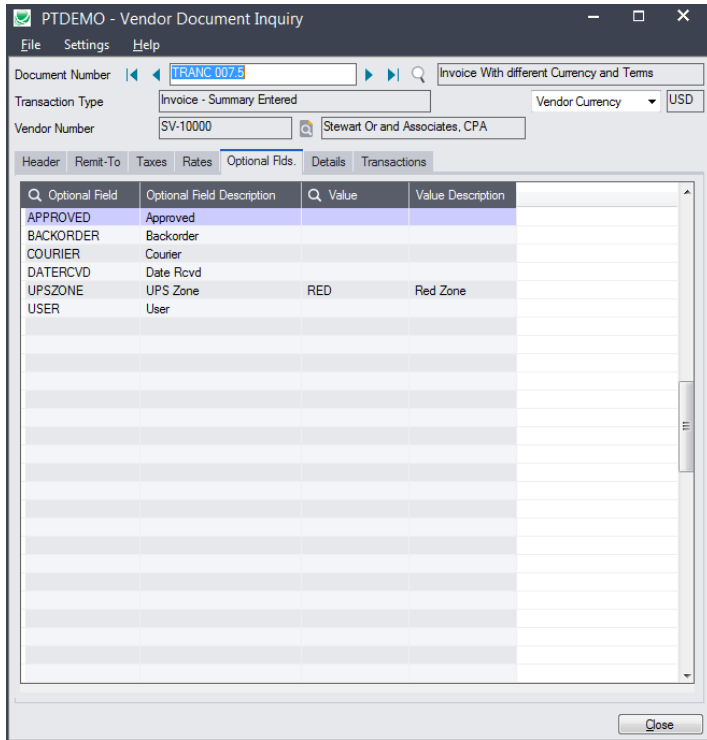 PTDEMO - Vendor Document Inquiry
File Settings Help
Document Number TRANC 007.5 Invoice With different Currency and Terms
Transaction Type Invoice - Summary Entered Vendor Currency USD
Vendor Number SV-10000 Stewart Or and Associates, CPA
Header Remit-To Taxes Rates Optional Flds. Details Transactions
Optional Field Optional Field Description Value Value Description
APPROVED Approved
BACKORDER Backorder
COURIER Courier
DATERCVD Date Rcvd
UPSZONE UPS Zone RED Red Zone
USER User
Close